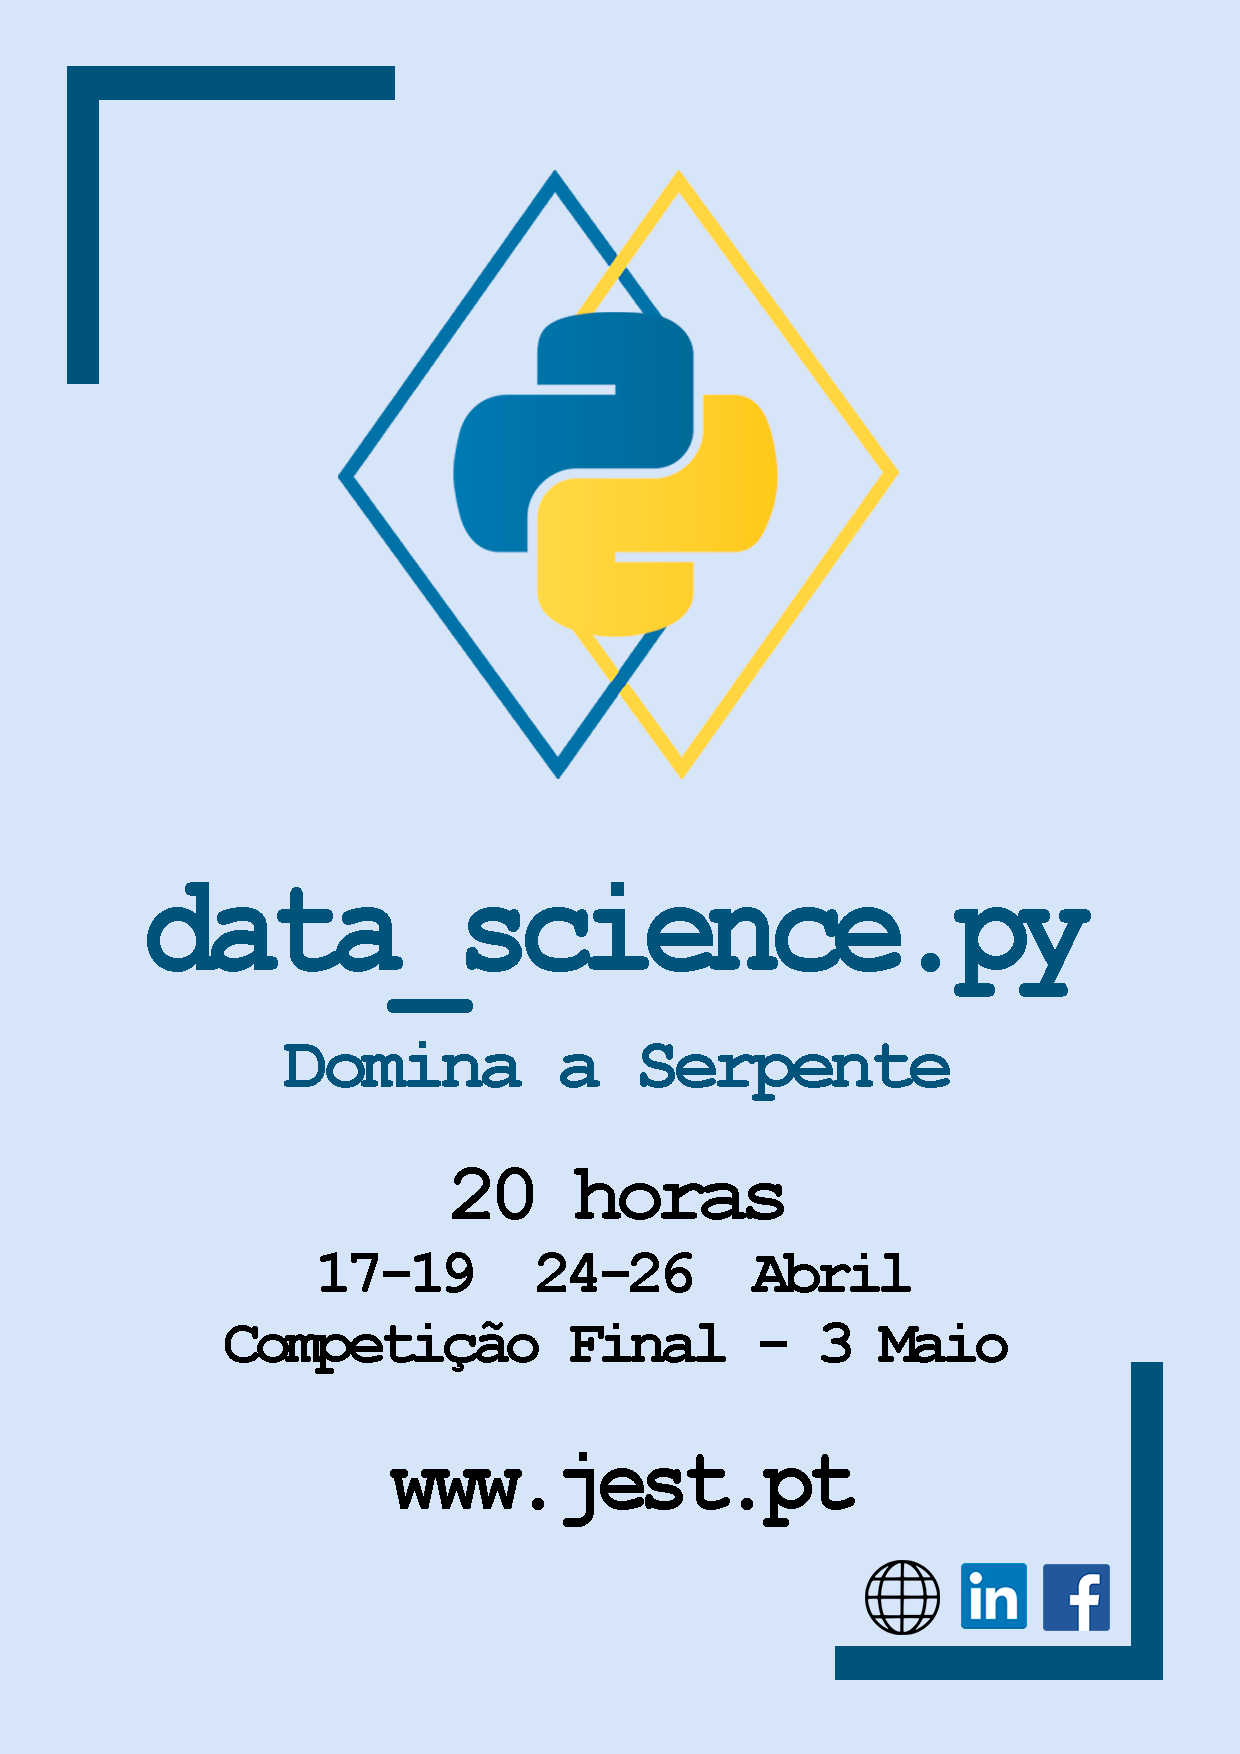 data_science.py
Domina a Serpente
20 horas
17-19 24-26 Abril
Competição Final - 3 Maio
www.jest.pt
in f